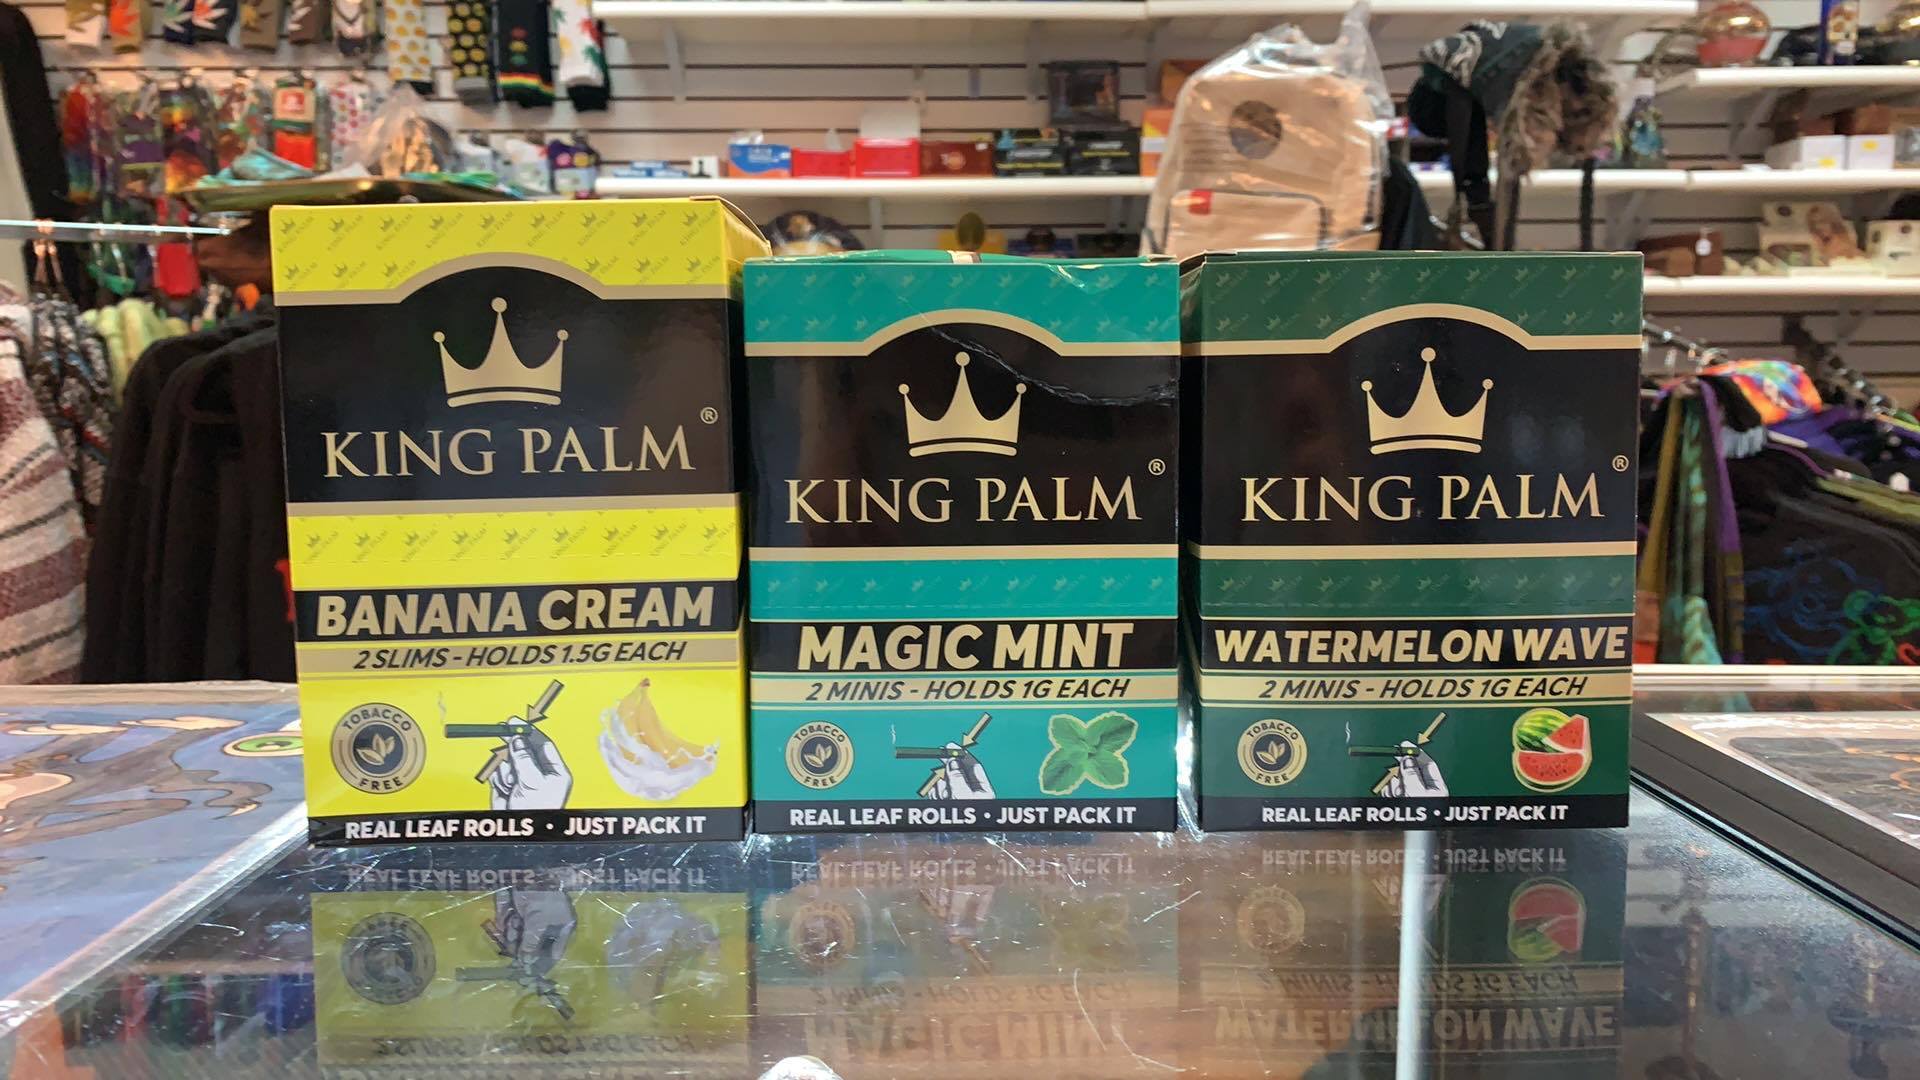 KING PALM®
BANANA CREAM
2 SLIMS - HOLDS 1.5G EACH
TOBACCO FREE
REAL LEAF ROLLS • JUST PACK IT
KING PALM®
MAGIC MINT
2 MINIS - HOLDS 1G EACH
TOBACCO FREE
REAL LEAF ROLLS • JUST PACK IT
KING PALM®
WATERMELON WAVE
2 MINIS - HOLDS 1G EACH
TOBACCO FREE
REAL LEAF ROLLS • JUST PACK IT